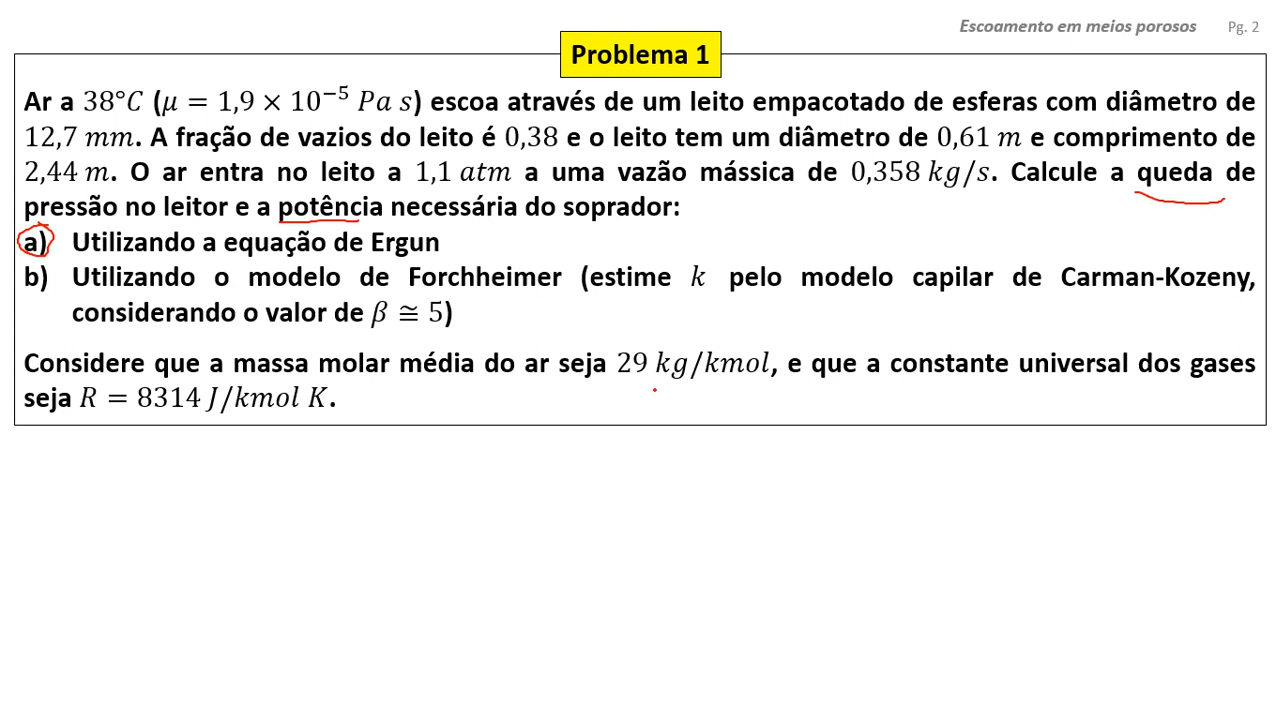 Escoamento em meios porosos Pg. 2
Problema 1
Ar a 38°C (μ = 1,9 × 10⁻⁵ Pa s) escoa através de um leito empacotado de esferas com diâmetro de
12,7 mm. A fração de vazios do leito é 0,38 e o leito tem um diâmetro de 0,61 m e comprimento de
2,44 m. O ar entra no leito a 1,1 atm a uma vazão mássica de 0,358 kg/s. Calcule a queda de
pressão no leitor e a potência necessária do soprador:
a) Utilizando a equação de Ergun
b) Utilizando o modelo de Forchheimer (estime k pelo modelo capilar de Carman-Kozeny,
considerando o valor de β ≅ 5)
Considere que a massa molar média do ar seja 29 kg/kmol, e que a constante universal dos gases
seja R = 8314 J/kmol K.